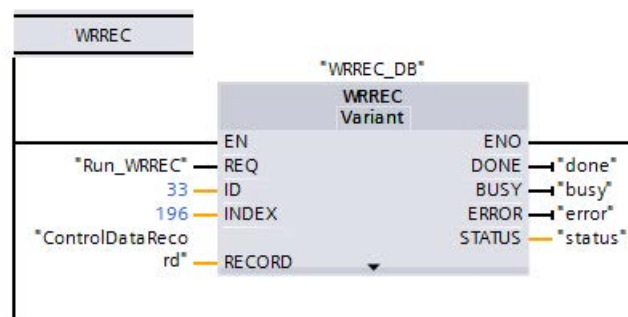 WRREC
"WRREC_DB"
WRREC
Variant
EN ENO
"Run_WRREC" REQ DONE "done"
33 ID BUSY "busy"
196 INDEX ERROR "error"
"ControlDataReco STATUS "status"
rd" RECORD